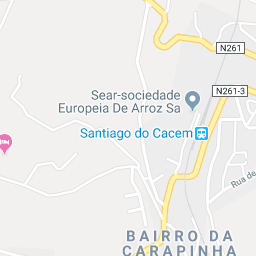 N261
Sear-sociedade
Europeia De Arroz Sa
N261-3
Santiago do Cacem
Rua de
BAIRRO DA
CARAPINHA